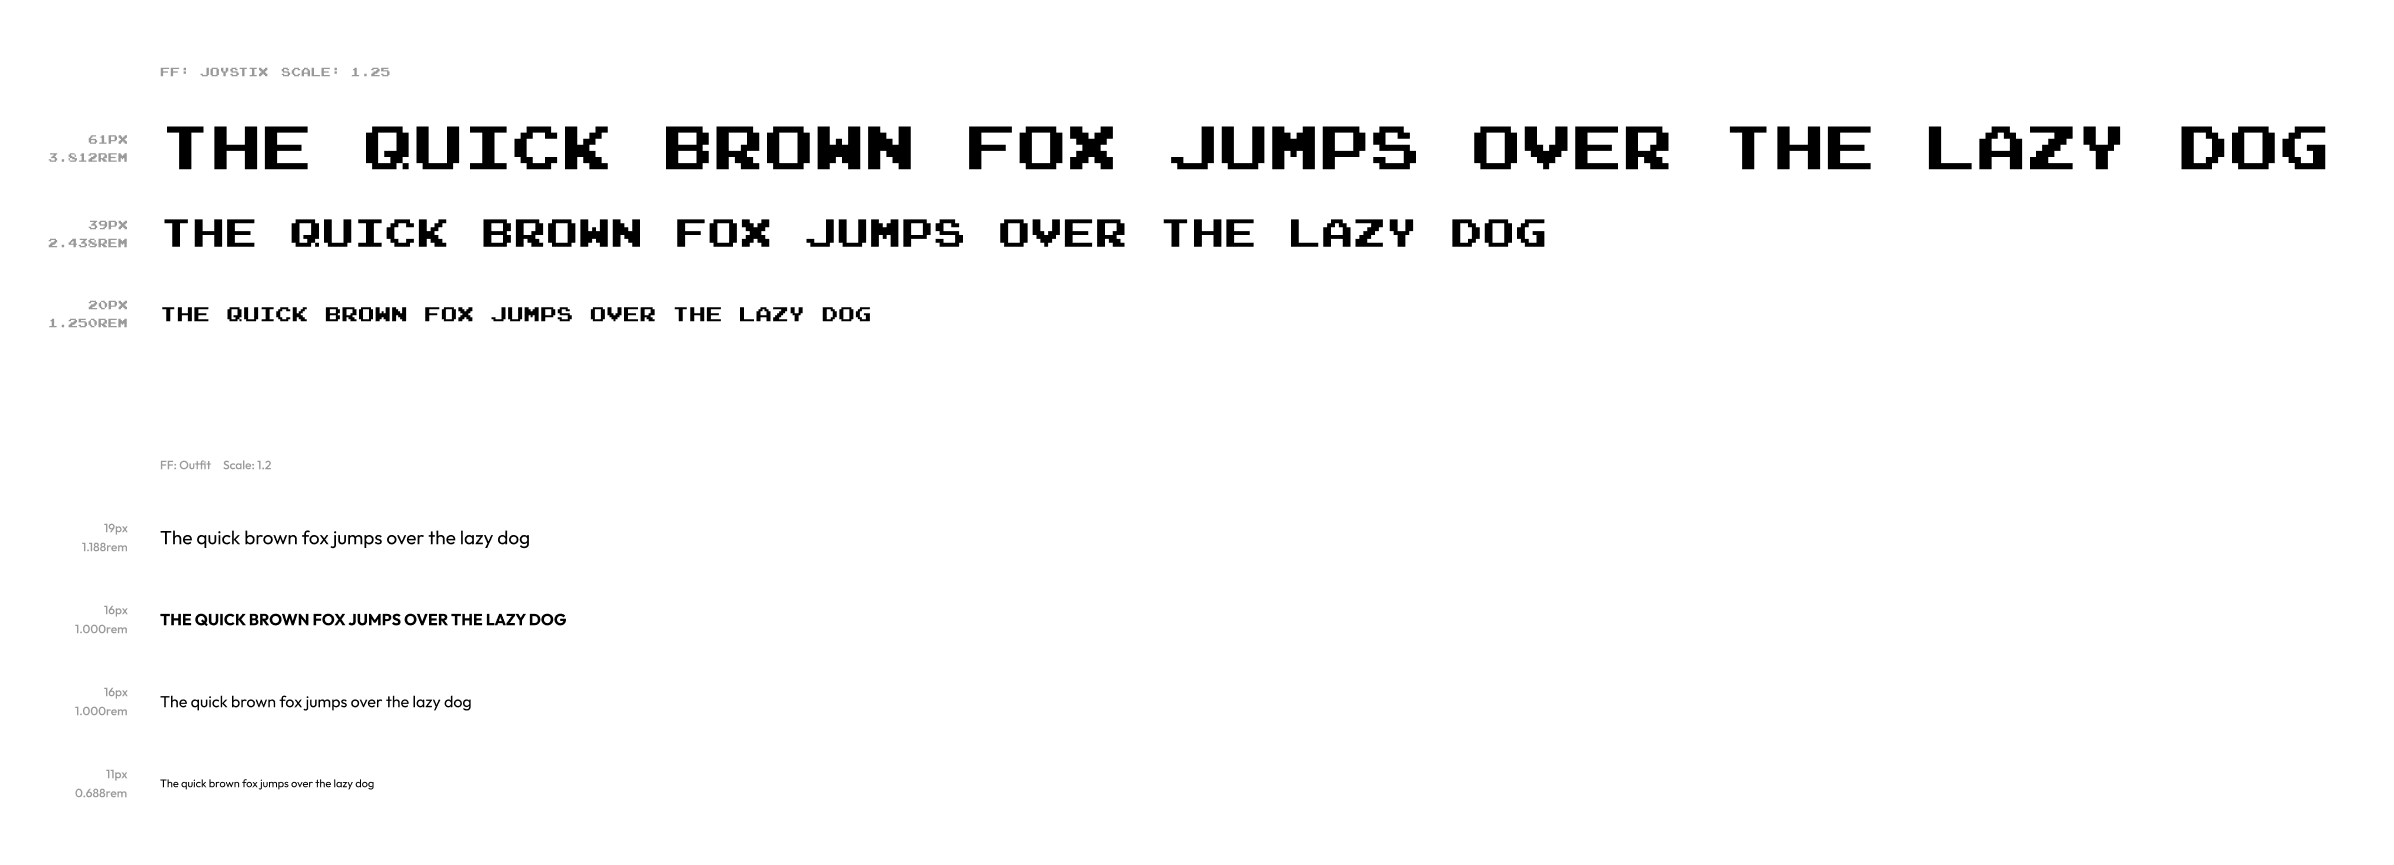 FF: JOYSTIX SCALE: 1.25
61PX
3.812REM
THE QUICK BROWN FOX JUMPS OVER THE LAZY DOG
39PX
2.438REM
THE QUICK BROWN FOX JUMPS OVER THE LAZY DOG
20PX
1.250REM
THE QUICK BROWN FOX JUMPS OVER THE LAZY DOG
FF: Outfit Scale: 1.2
19px
1.188rem
The quick brown fox jumps over the lazy dog
16px
1.000rem
THE QUICK BROWN FOX JUMPS OVER THE LAZY DOG
16px
1.000rem
The quick brown fox jumps over the lazy dog
11px
0.688rem
The quick brown fox jumps over the lazy dog